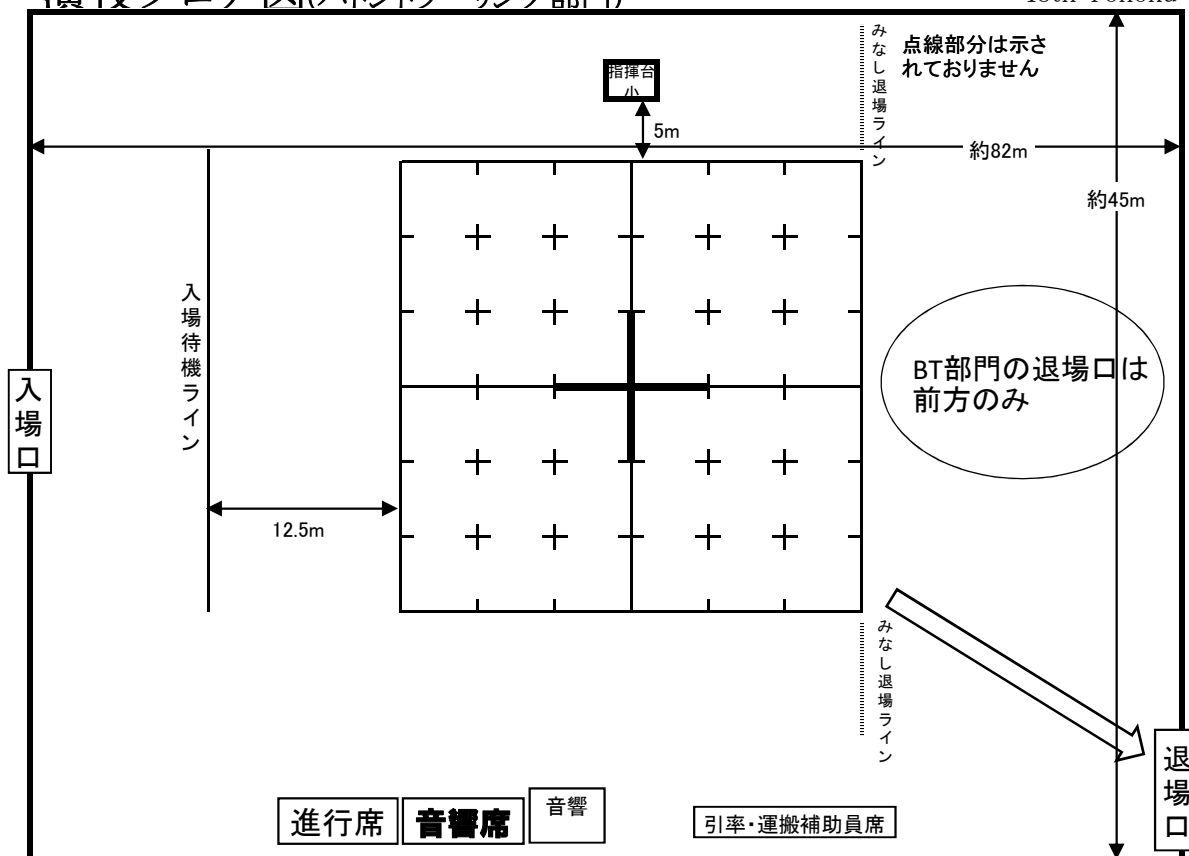 みなし退場ライン
点線部分は示さ
れておりません
指揮台
小
5m
約82m
約45m
入場待機ライン
入場口
BT部門の退場口は
前方のみ
12.5m
みなし退場ライン
退場口
進行席
音響席
音響
引率・運搬補助員席